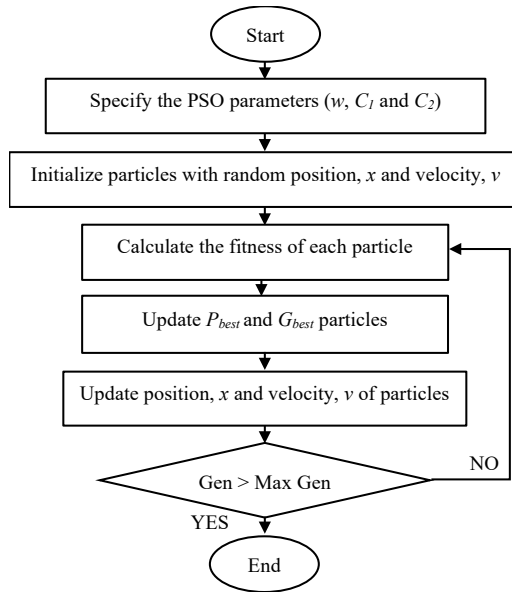 Start
Specify the PSO parameters (w, C1 and C2)
Initialize particles with random position, x and velocity, v
Calculate the fitness of each particle
Update Pbest and Gbest particles
Update position, x and velocity, v of particles
Gen > Max Gen
NO
YES
End